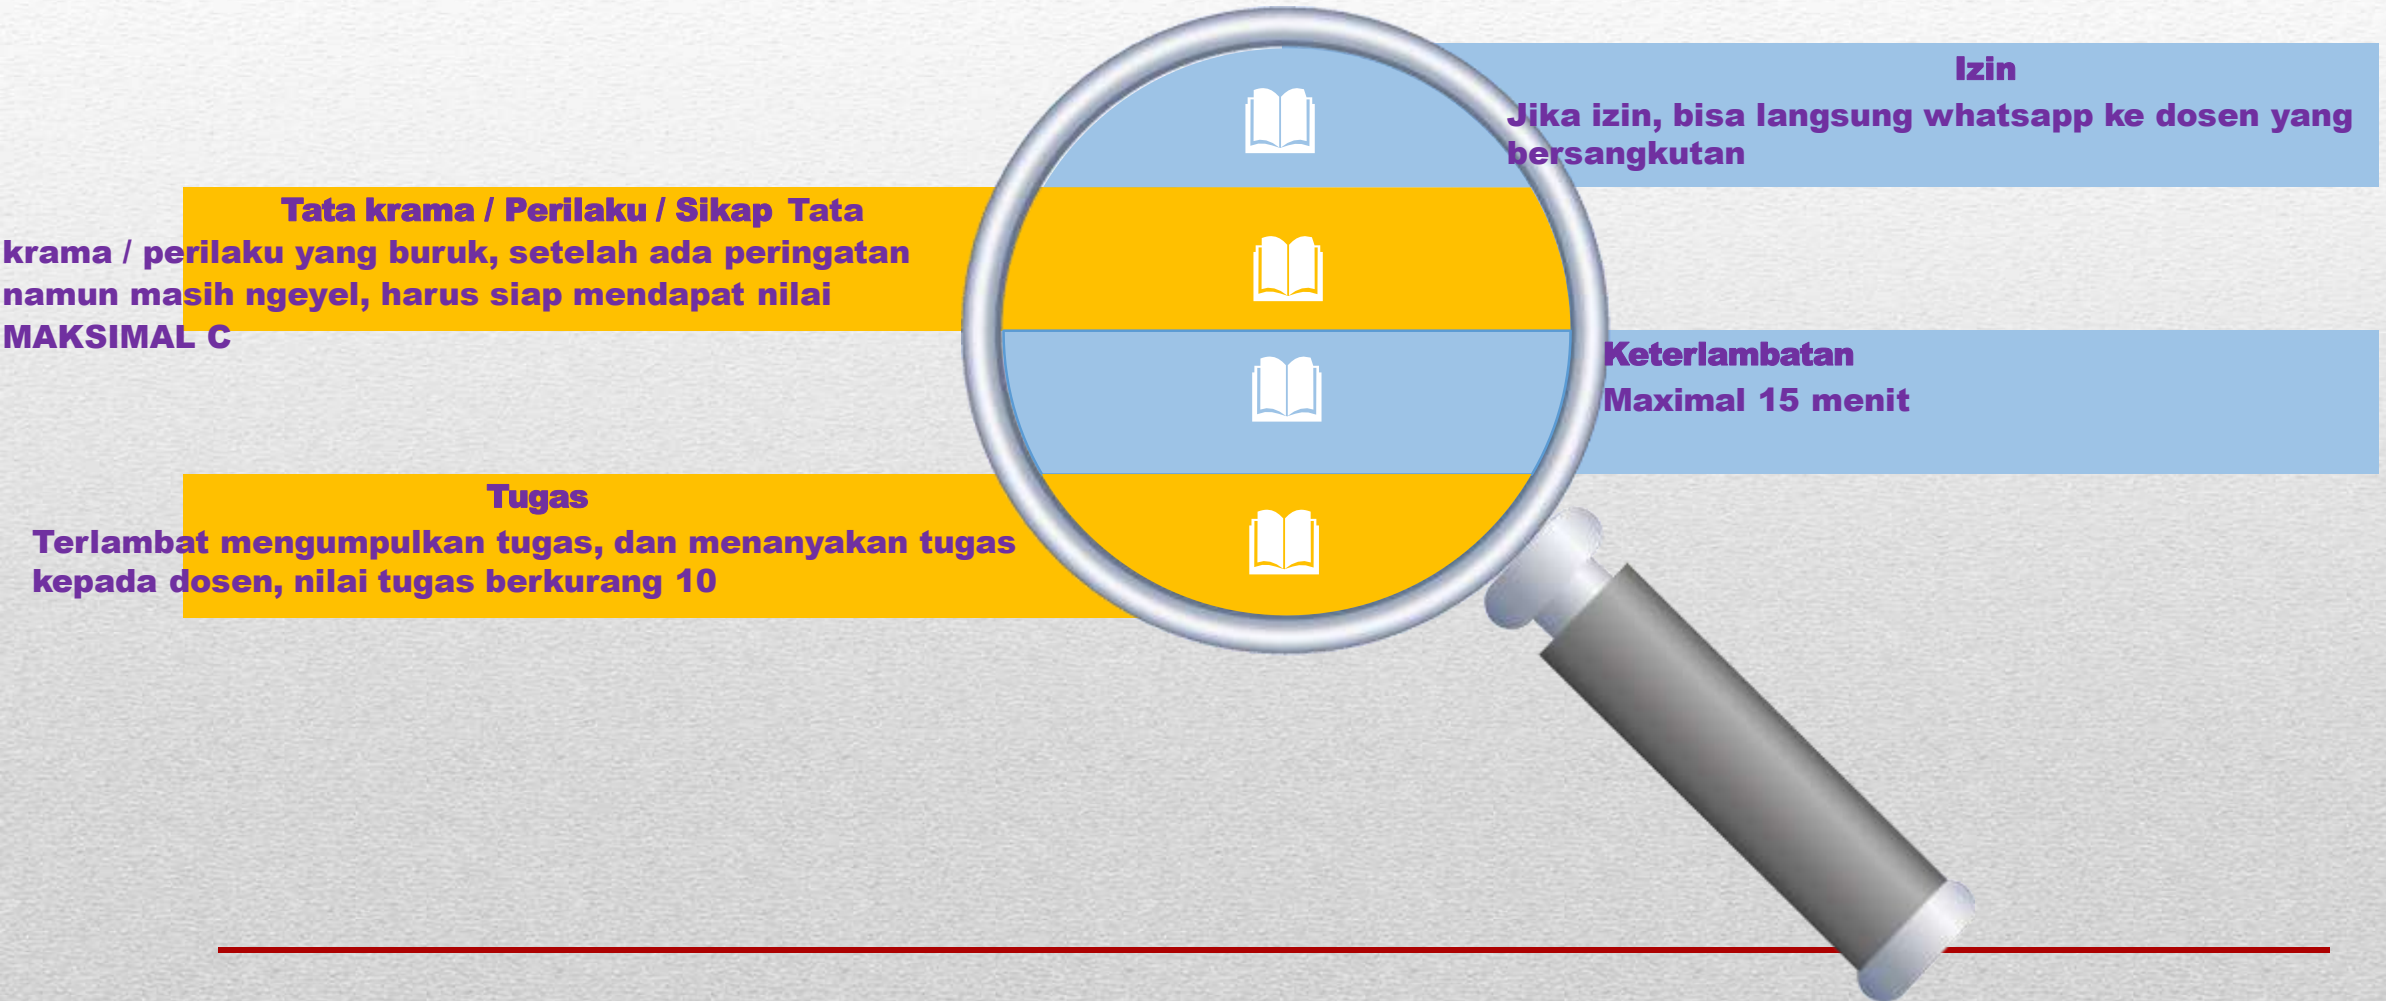 Izin
Jika izin, bisa langsung whatsapp ke dosen yang
bersangkutan
Tata krama / Perilaku / Sikap Tata
krama / perilaku yang buruk, setelah ada peringatan
namun masih ngeyel, harus siap mendapat nilai
MAKSIMAL C
Keterlambatan
Maximal 15 menit
Tugas
Terlambat mengumpulkan tugas, dan menanyakan tugas
kepada dosen, nilai tugas berkurang 10